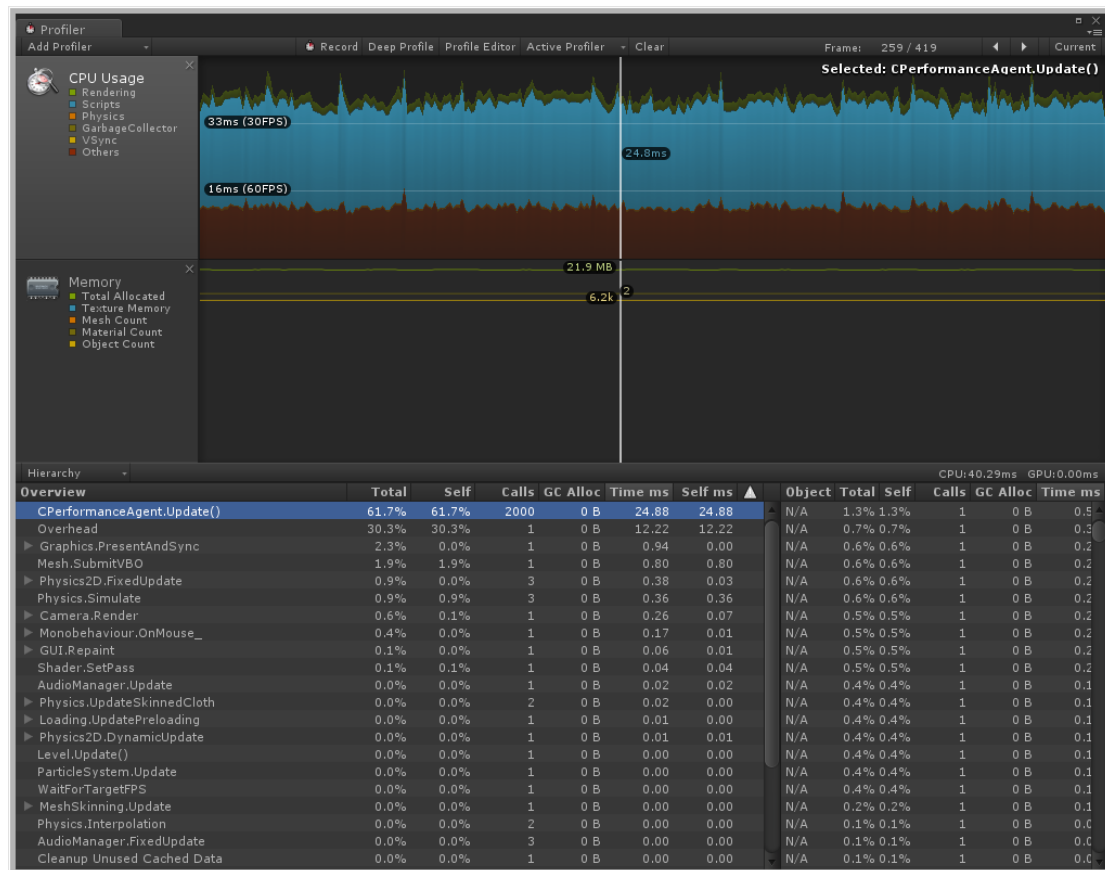 Profiler
Add Profiler Record Deep Profile Profile Editor Active Profiler Clear Frame: 259 / 419 Current
CPU Usage
Rendering
Scripts
Physics
GarbageCollector
VSync
Others
Selected: CPerformanceAgent.Update()
33ms (30FPS)
24.8ms
16ms (60FPS)
Memory
Total Allocated
Texture Memory
Mesh Count
Material Count
Object Count
21.9 MB
2
6.2k
Hierarchy CPU:40.29ms GPU:0.00ms
Overview Total Self Calls GC Alloc Time ms Self ms Object Total Self Calls GC Alloc Time ms
CPerformanceAgent.Update() 61.7% 61.7% 2000 0 B 24.88 24.88 N/A 1.3% 1.3% 1 0 B
Overhead 30.3% 30.3% 1 0 B 12.22 12.22 N/A 0.7% 0.7% 1 0 B
Graphics.PresentAndSync 2.3% 0.0% 1 0 B 0.94 0.00 N/A 0.6% 0.6% 1 0 B
Mesh.SubmitVBO 1.9% 1.9% 1 0 B 0.80 0.80 N/A 0.6% 0.6% 1 0 B
Physics2D.FixedUpdate 0.9% 0.0% 3 0 B 0.38 0.03 N/A 0.6% 0.6% 1 0 B
Physics.Simulate 0.9% 0.9% 3 0 B 0.36 0.36 N/A 0.6% 0.6% 1 0 B
Camera.Render 0.6% 0.1% 1 0 B 0.26 0.07 N/A 0.5% 0.5% 1 0 B
Monobehaviour.OnMouse_ 0.4% 0.0% 1 0 B 0.17 0.01 N/A 0.5% 0.5% 1 0 B
GUI.Repaint 0.1% 0.0% 1 0 B 0.06 0.01 N/A 0.5% 0.5% 1 0 B
Shader.SetPass 0.1% 0.1% 1 0 B 0.04 0.04 N/A 0.5% 0.5% 1 0 B
AudioManager.Update 0.0% 0.0% 1 0 B 0.02 0.02 N/A 0.4% 0.4% 1 0 B
Physics.UpdateSkinnedCloth 0.0% 0.0% 2 0 B 0.02 0.00 N/A 0.4% 0.4% 1 0 B
Loading.UpdatePreloading 0.0% 0.0% 1 0 B 0.01 0.00 N/A 0.4% 0.4% 1 0 B
Physics2D.DynamicUpdate 0.0% 0.0% 1 0 B 0.01 0.01 N/A 0.4% 0.4% 1 0 B
Level.Update() 0.0% 0.0% 1 0 B 0.00 0.00 N/A 0.4% 0.4% 1 0 B
ParticleSystem.Update 0.0% 0.0% 1 0 B 0.00 0.00 N/A 0.4% 0.4% 1 0 B
WaitForTargetFPS 0.0% 0.0% 1 0 B 0.00 0.00 N/A 0.4% 0.4% 1 0 B
MeshSkinning.Update 0.0% 0.0% 1 0 B 0.00 0.00 N/A 0.2% 0.2% 1 0 B
Physics.Interpolation 0.0% 0.0% 2 0 B 0.00 0.00 N/A 0.1% 0.1% 1 0 B
AudioManager.FixedUpdate 0.0% 0.0% 3 0 B 0.00 0.00 N/A 0.1% 0.1% 1 0 B
Cleanup Unused Cached Data 0.0% 0.0% 1 0 B 0.00 0.00 N/A 0.1% 0.1% 1 0 B